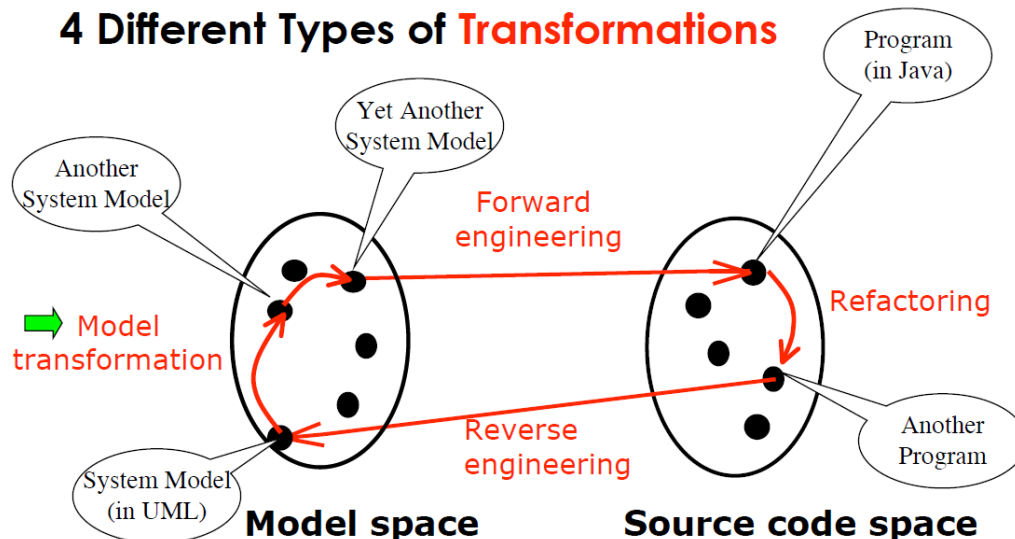 4 Different Types of Transformations
Program
(in Java)
Yet Another
System Model
Another
System Model
Forward
engineering
Refactoring
Model
transformation
Reverse
engineering
Another
Program
System Model
(in UML)
Model space
Source code space